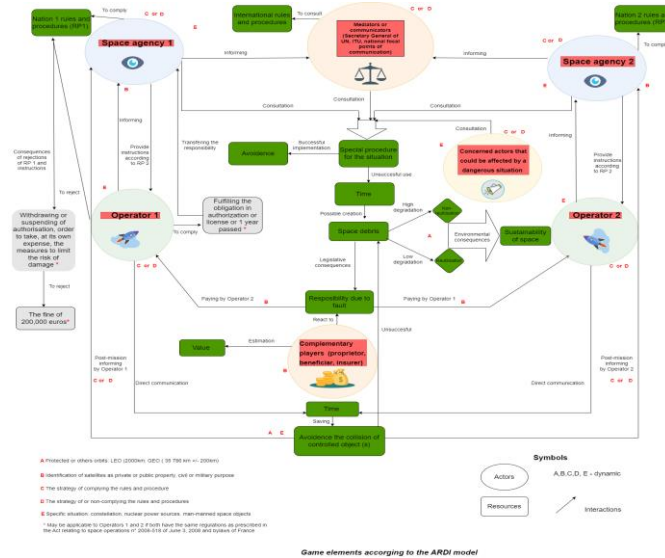 To comply
C or D
Nation 1 rules and
procedures (RP1)
E
International rules
and procedures
To consult
C or D
Mediators or
communicators
(Secretary General of
UN, ITU, national focal
points of
communication)
C or D
Nation 2 rules and
procedures
To comply
Space agency 1
Space agency 2
Informing
Informing
B
E
B
Consultation
Consultation
Consultation
Consultation
C or D
Informing
Provide
instructions
according
to RP 2
Transfering the
responsibility
Avoidence
Successful
implementation
Special procedure
for the situation
E
Concerned actors that
could be affected by a
dangerous situation
Informing
Provide
instructions
according
to RP 2
Consequences
of rejections
of RP 1 and
instructions
To reject
Unsuccessful use
Time
B
Operator 1
Fulfilling the
obligation in
authorization or
license or 1 year
passed *
To comply
Possible creation
High
degradation
E
Operator 2
Withdrawing or
suspending of
authorisation, order
to take, at its own
expense, the
measures to limit
the risk of
damage *
Space debris
A
Environmental
consequences
Sustainability
of space
C or D
C or D
Legislative
consequences
Low
degradation
To reject
Paying by Operator 2
B
Responsibility due to
fault
Paying by Operator 1
B
The fine of
200,000 euros*
React to
Unsuccessful
Value
Estimation
Complementary
players (proprietor,
beneficiar, insurer)
B
Post-mission
informing
by Operator 1
C or D
Direct communication
Post-mission
informing
by Operator 2
C or D
Direct communication
Time
Saving
A E
Avoidence the collision of
controlled object (s)
A Protected or others orbits: LEO (2000km), GEO ( 35 786 km +/- 200km)
B Identification of satellites as private or public property, civil or military purpose
C The strategy of complying the rules and procedure
D The strategy of or non-complying the rules and procedures
E Specific situation: constellation, nuclear power sources, man-manned space objects
* May be applicable to Operators 1 and 2 if both have the same regulations as prescribed in
the Act relating to space operations n° 2008-518 of June 3, 2008 and bylaws of France
Symbols
Actors
A,B,C,D, E - dynamic
Resources
Interactions
Game elements accorgning to the ARDI model